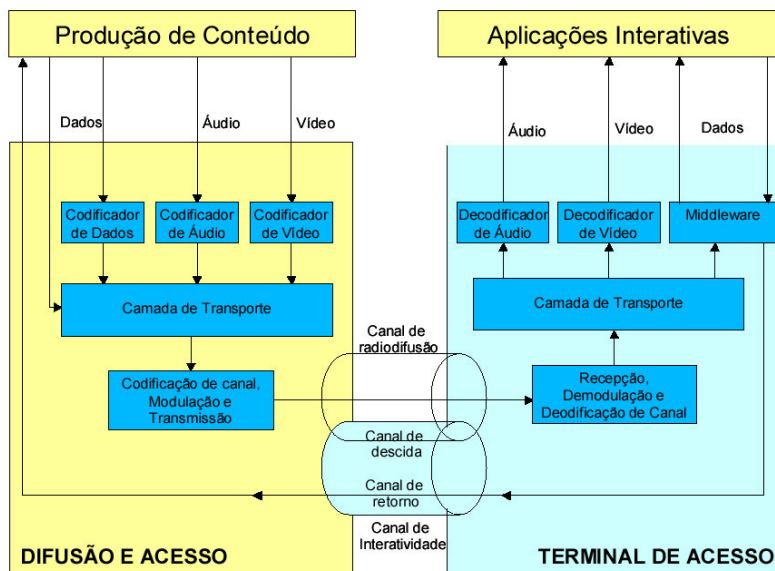 Produção de Conteúdo
Aplicações Interativas
Dados
Áudio
Vídeo
Áudio
Vídeo
Dados
Codificador
de Dados
Codificador
de Áudio
Codificador
de Vídeo
Decodificador
de Áudio
Decodificador
de Vídeo
Middleware
Camada de Transporte
Camada de Transporte
Canal de
radiodifusão
Codificação de canal,
Modulação e
Transmissão
Recepção,
Demodulação e
Deodificação de Canal
Canal de
descida
Canal de
retorno
Canal de
Interatividade
DIFUSÃO E ACESSO
TERMINAL DE ACESSO